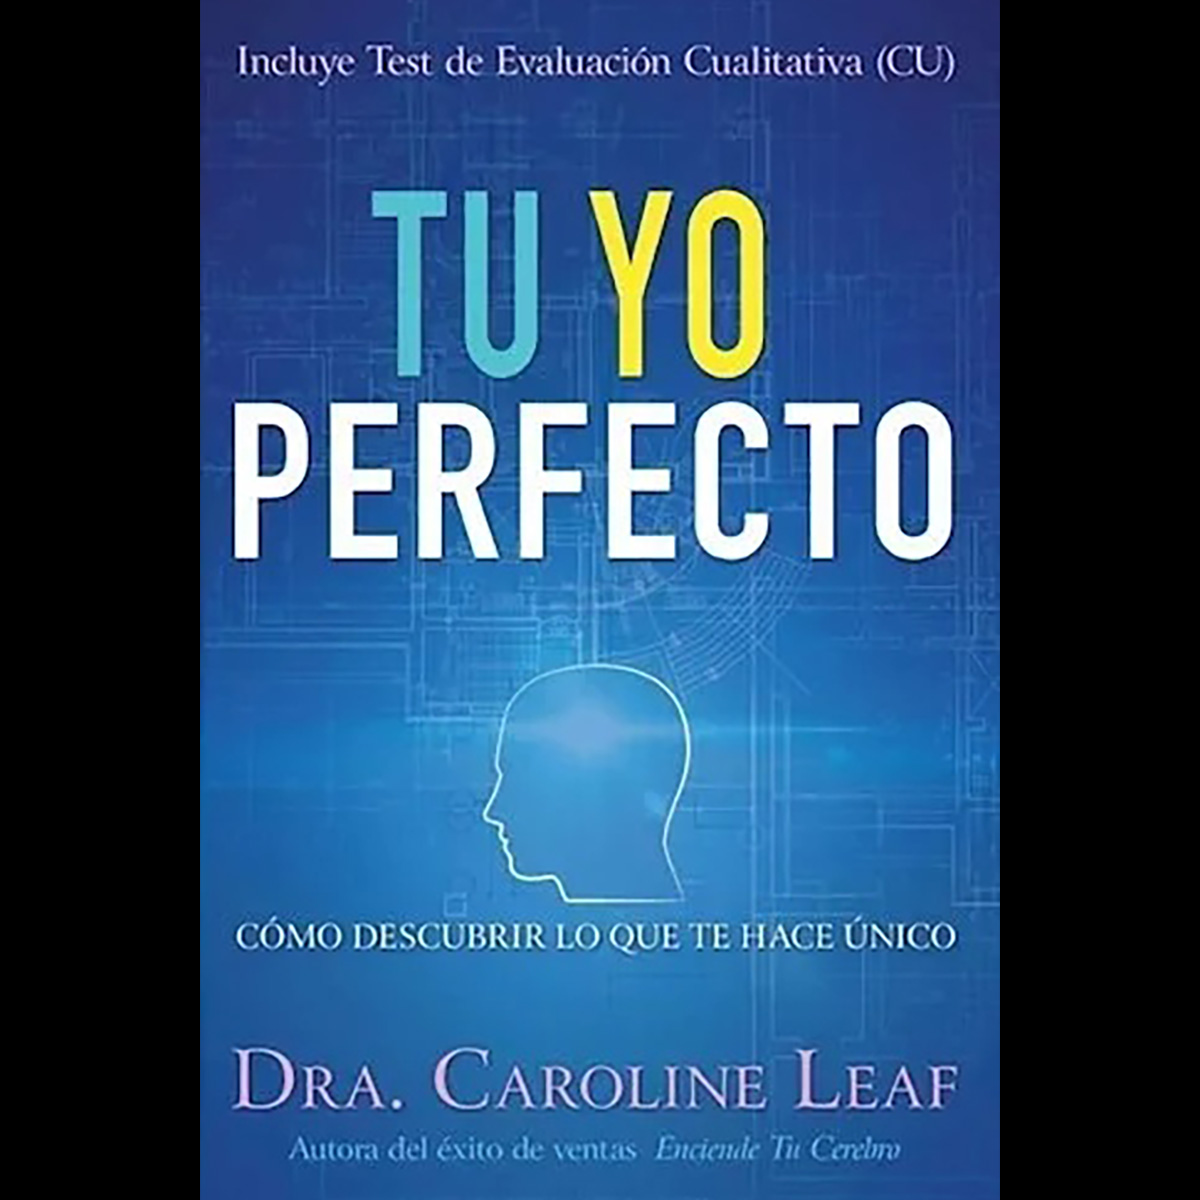 Incluye Test de Evaluación Cualitativa (CU)
TU YO
PERFECTO
CÓMO DESCUBRIR LO QUE TE HACE ÚNICO
DRA. CAROLINE LEAF
Autora del éxito de ventas Enciende Tu Cerebro